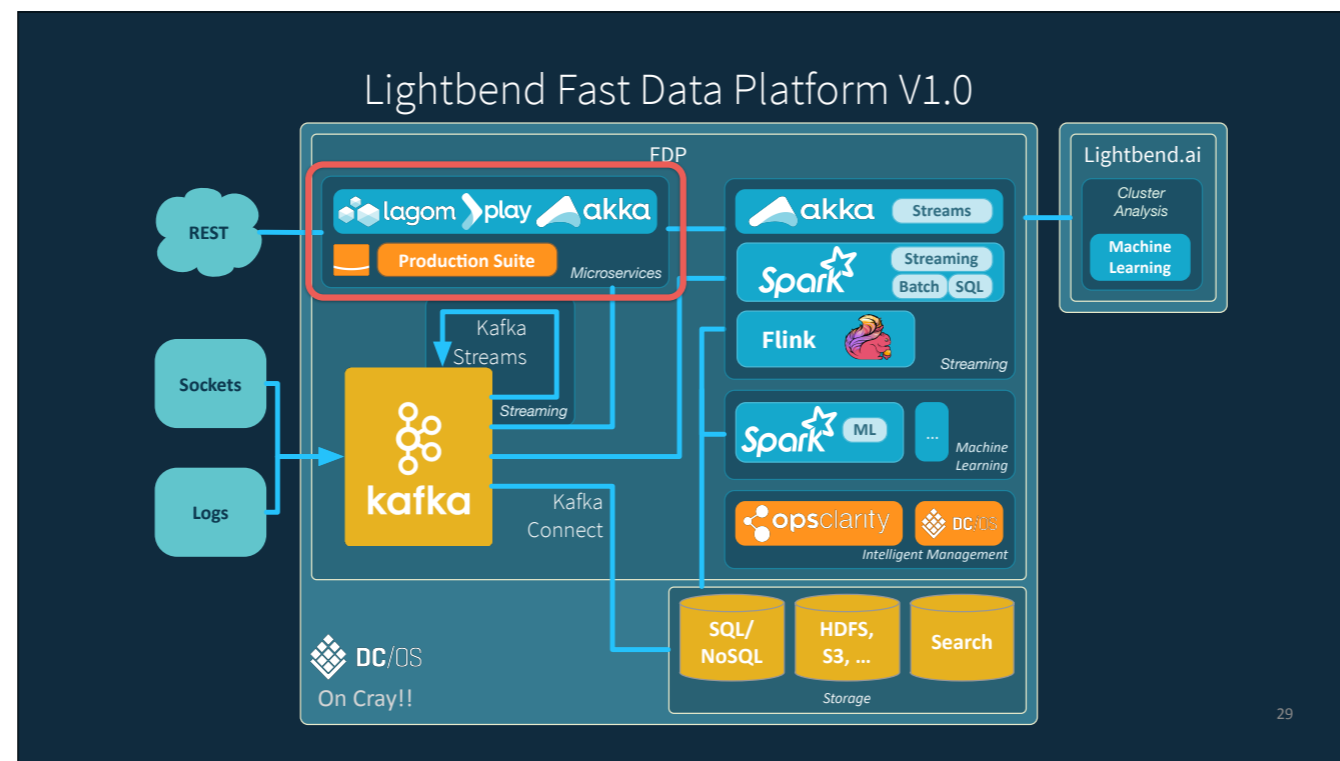 Lightbend Fast Data Platform V1.0
FDP
Lightbend.ai
Cluster
Analysis
Machine
Learning
REST
lagom play akka
Production Suite
Microservices
akka
Streams
Spark
Streaming
Batch SQL
Flink
Streaming
Kafka
Streams
Streaming
Sockets
Logs
kafka
Kafka
Connect
Spark
ML
...
Machine
Learning
opsclarity
DC/OS
Intelligent Management
SQL/
NoSQL
HDFS,
S3, ...
Search
Storage
DC/OS
On Cray!!
29